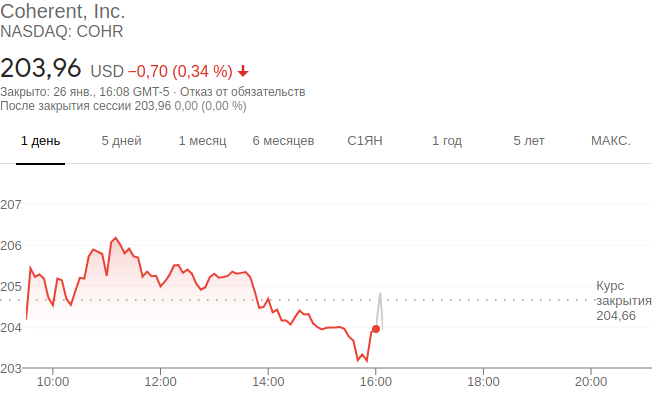 Coherent, Inc.
NASDAQ: COHR
203,96 USD −0,70 (0,34 %)
Закрыто: 26 янв., 16:08 GMT-5 · Отказ от обязательств
После закрытия сессии 203,96 0,00 (0,00 %)
1 день 5 дней 1 месяц 6 месяцев С1ЯН 1 год 5 лет МАКС.
207
206
205
204
203
Курс
закрытия
204,66
10:00 12:00 14:00 16:00 18:00 20:00